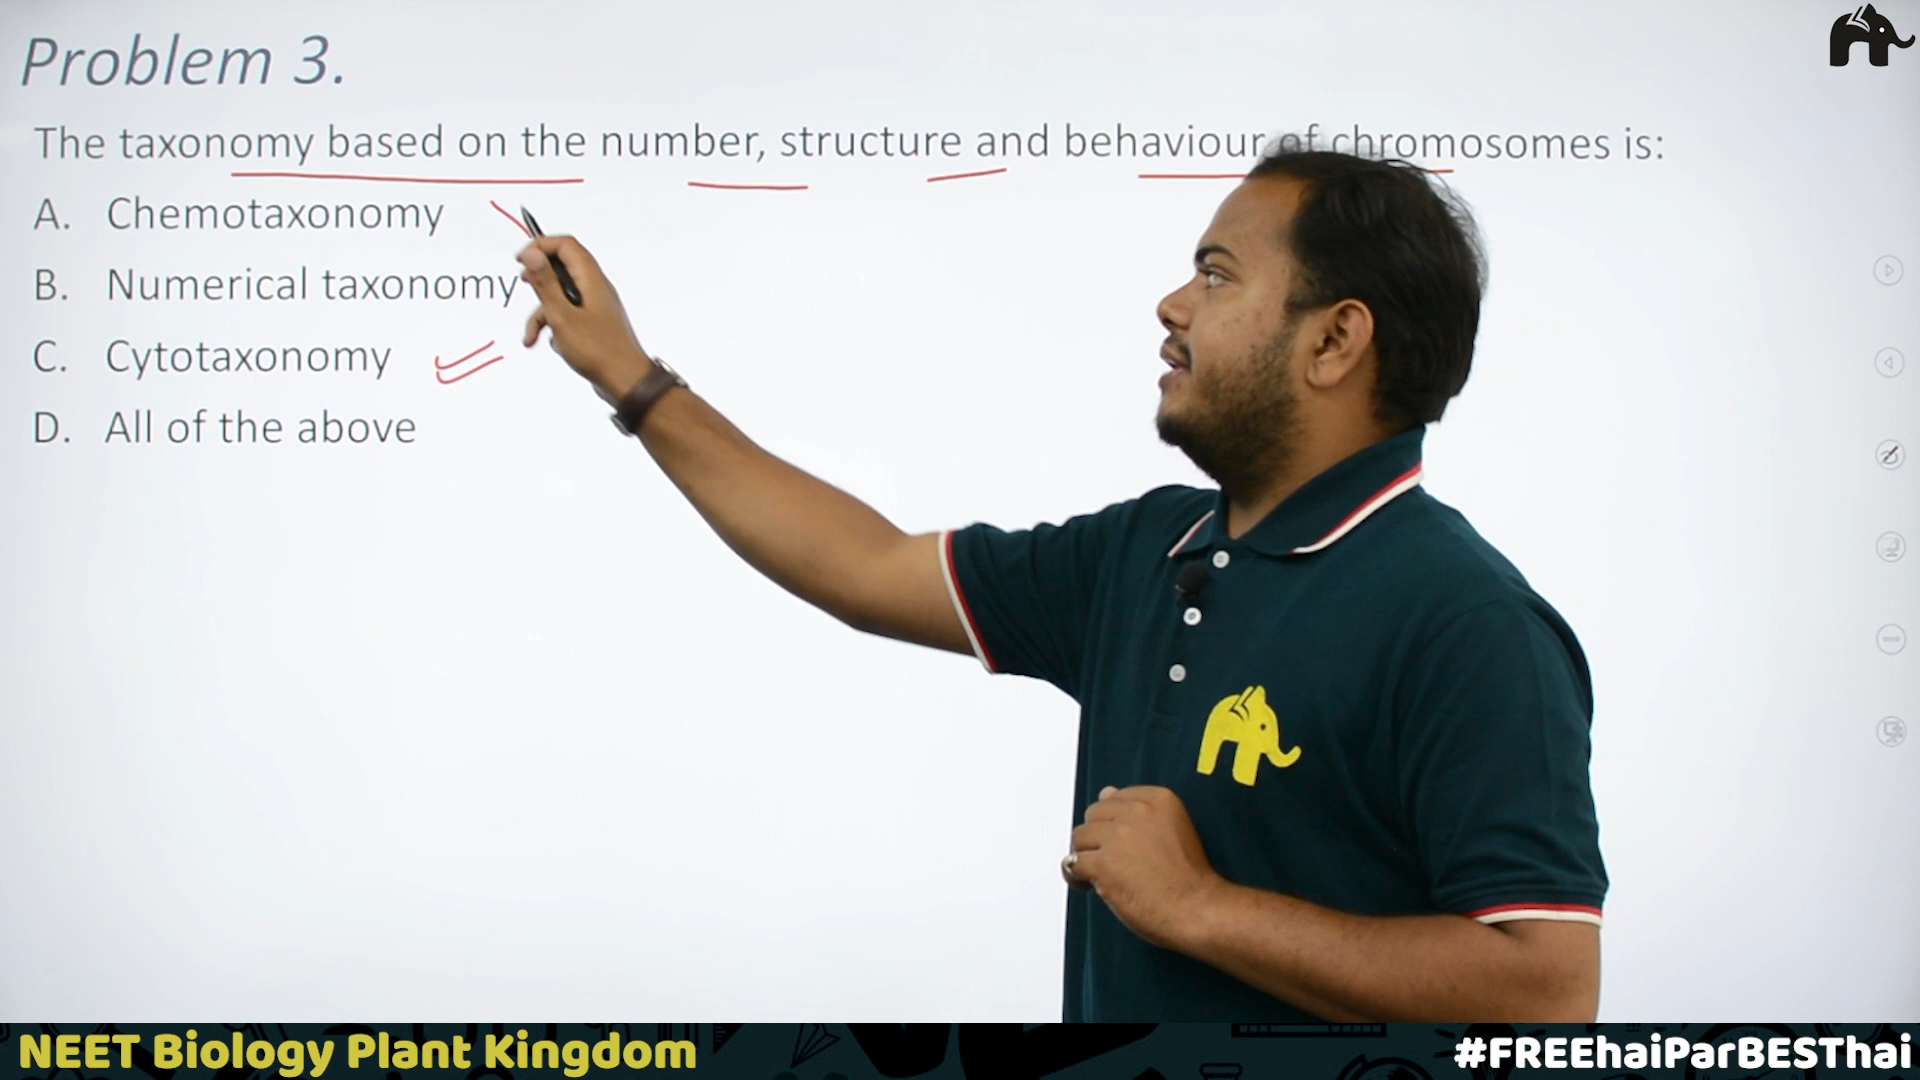 Problem 3.
The taxonomy based on the number, structure and behaviour of chromosomes is:
A. Chemotaxonomy
B. Numerical taxonomy
C. Cytotaxonomy
D. All of the above
NEET Biology Plant Kingdom
#FREEhaiParBESThai